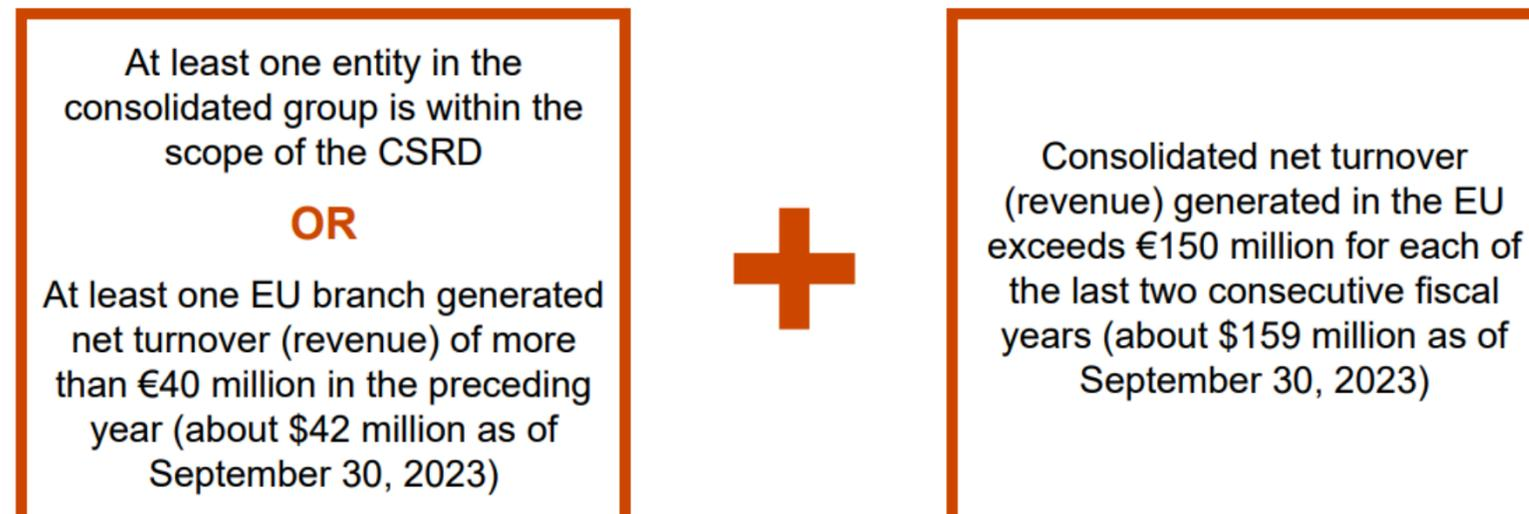 At least one entity in the
consolidated group is within the
scope of the CSRD
OR
At least one EU branch generated
net turnover (revenue) of more
than €40 million in the preceding
year (about $42 million as of
September 30, 2023)
Consolidated net turnover
(revenue) generated in the EU
exceeds €150 million for each of
the last two consecutive fiscal
years (about $159 million as of
September 30, 2023)